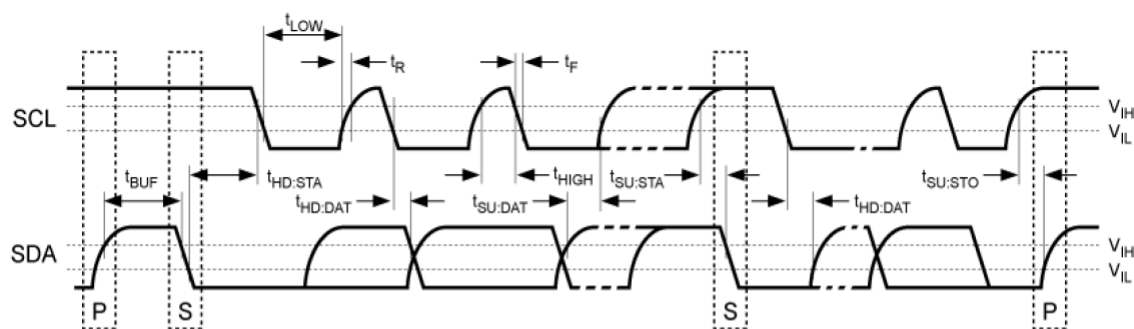 tLOW
tR
tF
SCL
VIH
VIL
tBUF
tHD:STA
tHIGH
tSU:STA
tSU:STO
tHD:DAT
tSU:DAT
tHD:DAT
SDA
VIH
VIL
P
S
S
P